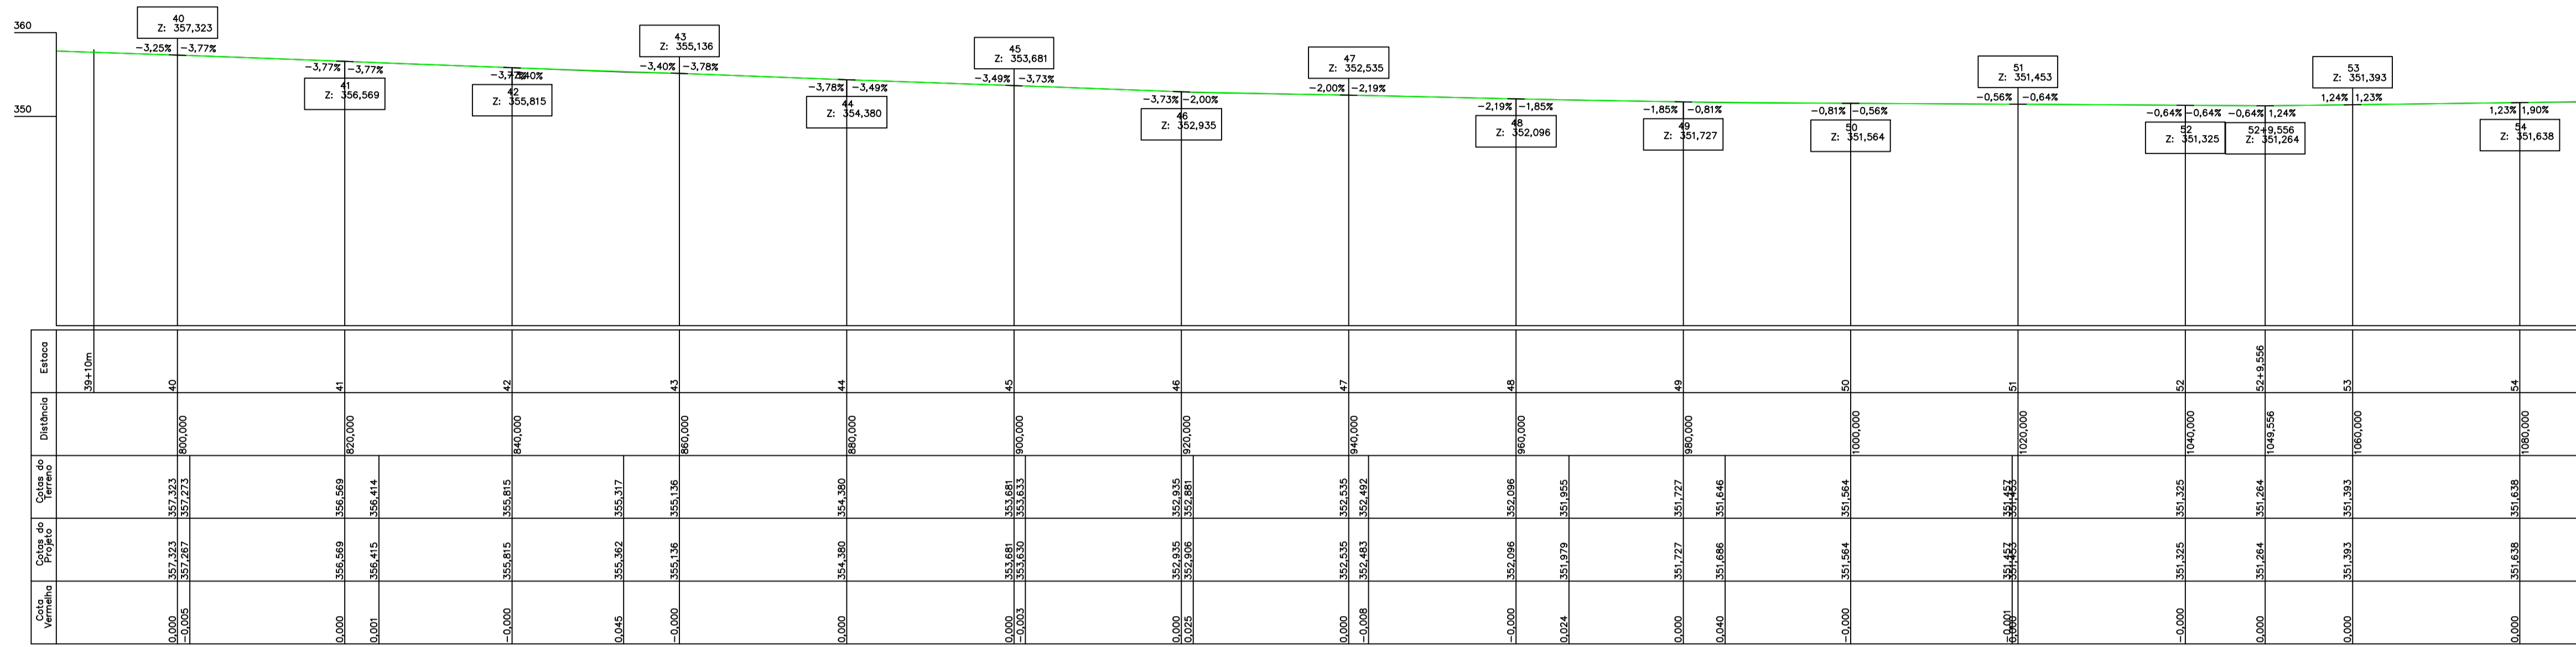 360
350
40
Z: 357,323
−3,25% −3,77%
41
Z: 356,569
−3,77% −3,77%
42
Z: 355,815
43
Z: 355,136
−3,40% −3,78%
44
Z: 354,380
−3,78% −3,49%
45
Z: 353,681
−3,49% −3,73%
46
Z: 352,935
−3,73% −2,00%
47
Z: 352,535
−2,00% −2,19%
48
Z: 352,096
−2,19% −1,85%
49
Z: 351,727
−1,85% −0,81%
50
Z: 351,564
−0,81% −0,56%
51
Z: 351,453
−0,56% −0,64%
52
Z: 351,325
−0,64% −0,64%
52+9,556
Z: 351,264
−0,64% 1,24%
53
Z: 351,393
1,24% 1,23%
54
Z: 351,638
1,23% 1,90%
Estaca
39+10m 40 41 42 43 44 45 46 47 48 49 50 51 52 52+9,556 53 54
Distância
800,000 820,000 840,000 860,000 880,000 900,000 920,000 940,000 960,000 980,000 1000,000 1020,000 1040,000 1049,556 1060,000 1080,000
Cotas do
Terreno
357,323 357,273 356,569 356,414 355,815 355,317 355,136 354,380 353,681 353,633 352,935 352,881 352,535 352,492 352,096 351,955 351,727 351,646 351,564 351,457 351,453 351,325 351,264 351,393 351,638
Cotas do
Projeto
357,323 357,267 356,569 356,415 355,815 355,362 355,136 354,380 353,681 353,630 352,935 352,906 352,535 352,483 352,096 351,979 351,727 351,686 351,564 351,457 351,453 351,325 351,264 351,393 351,638
Cota
Vermelha
0,000 −0,005 0,000 0,001 −0,000 0,045 −0,000 0,000 0,000 −0,003 0,000 0,025 0,000 −0,008 −0,000 0,024 0,000 0,040 −0,000 −0,001 −0,000 0,000 0,000 0,000